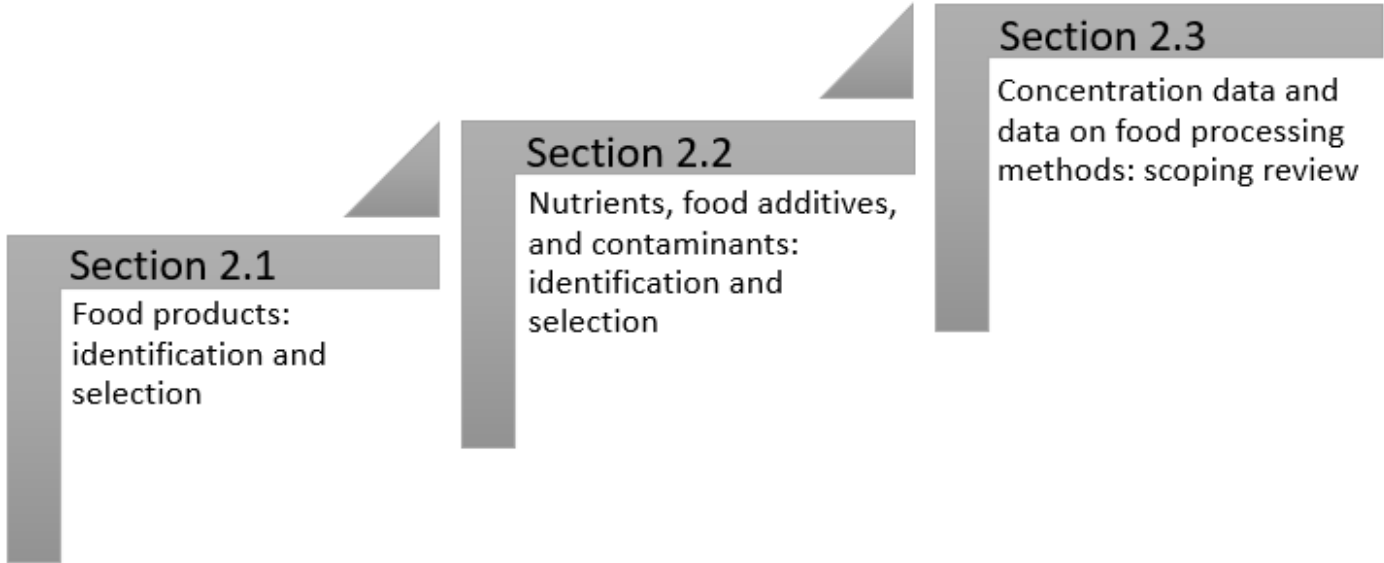 Section 2.1
Food products:
identification and
selection
Section 2.2
Nutrients, food additives,
and contaminants:
identification and
selection
Section 2.3
Concentration data and
data on food processing
methods: scoping review